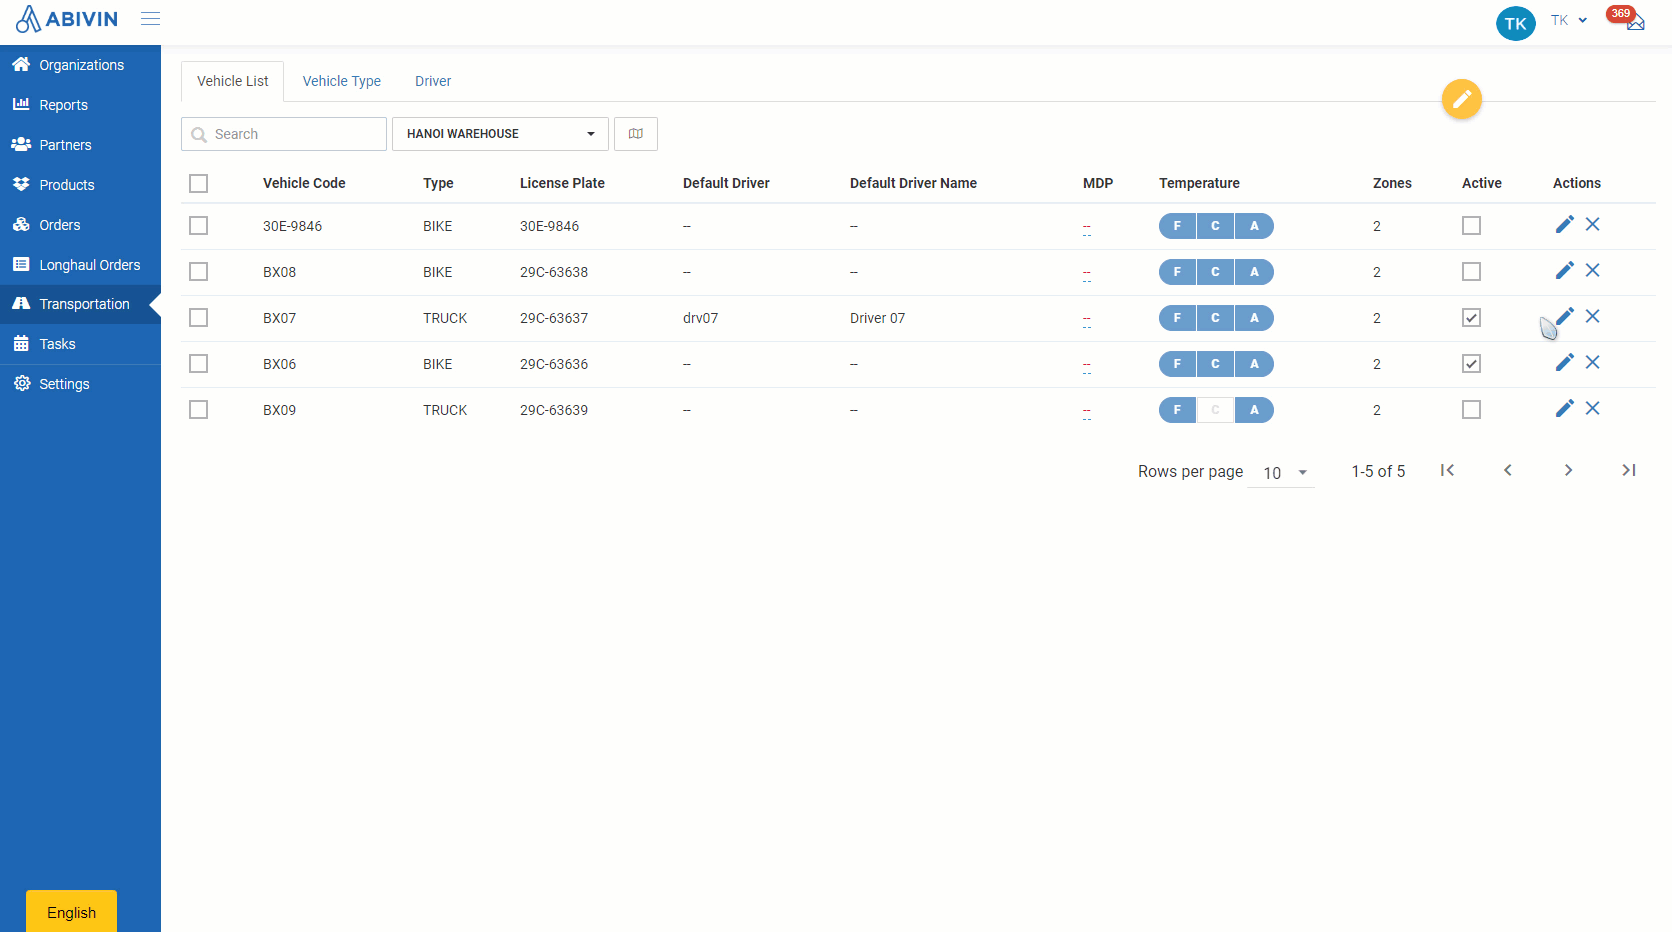 ABIVIN
TK TK 369
Organizations
Reports
Partners
Products
Orders
Longhaul Orders
Transportation
Tasks
Settings
English
Vehicle List Vehicle Type Driver
Search HANOI WAREHOUSE
Vehicle Code Type License Plate Default Driver Default Driver Name MDP Temperature Zones Active Actions
30E-9846 BIKE 30E-9846 -- -- -- F C A 2
BX08 BIKE 29C-63638 -- -- -- F C A 2
BX07 TRUCK 29C-63637 drv07 Driver 07 -- F C A 2
BX06 BIKE 29C-63636 -- -- -- F C A 2
BX09 TRUCK 29C-63639 -- -- -- F C A 2
Rows per page 10 1-5 of 5